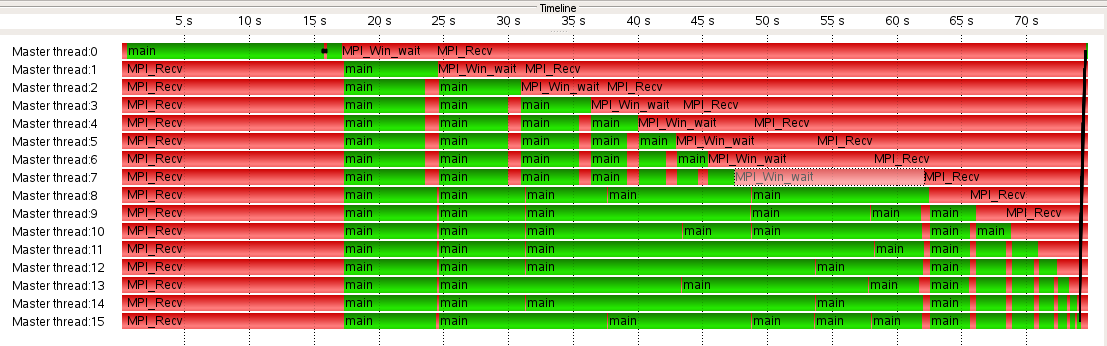 Timeline
5 s 10 s 15 s 20 s 25 s 30 s 35 s 40 s 45 s 50 s 55 s 60 s 65 s 70 s
Master thread:0 main MPI_Win_wait MPI_Recv
Master thread:1 MPI_Recv main MPI_Win_wait MPI_Recv
Master thread:2 MPI_Recv main main MPI_Win_wait MPI_Recv
Master thread:3 MPI_Recv main main main MPI_Win_wait MPI_Recv
Master thread:4 MPI_Recv main main main main MPI_Win_wait MPI_Recv
Master thread:5 MPI_Recv main main main main main MPI_Win_wait MPI_Recv
Master thread:6 MPI_Recv main main main main main MPI_Win_wait MPI_Recv
Master thread:7 MPI_Recv main main main main MPI_Win_wait MPI_Recv
Master thread:8 MPI_Recv main main main main main MPI_Recv
Master thread:9 MPI_Recv main main main main main main MPI_Recv
Master thread:10 MPI_Recv main main main main main main main
Master thread:11 MPI_Recv main main main main main
Master thread:12 MPI_Recv main main main main main
Master thread:13 MPI_Recv main main main main main
Master thread:14 MPI_Recv main main main main main
Master thread:15 MPI_Recv main main main main main main main